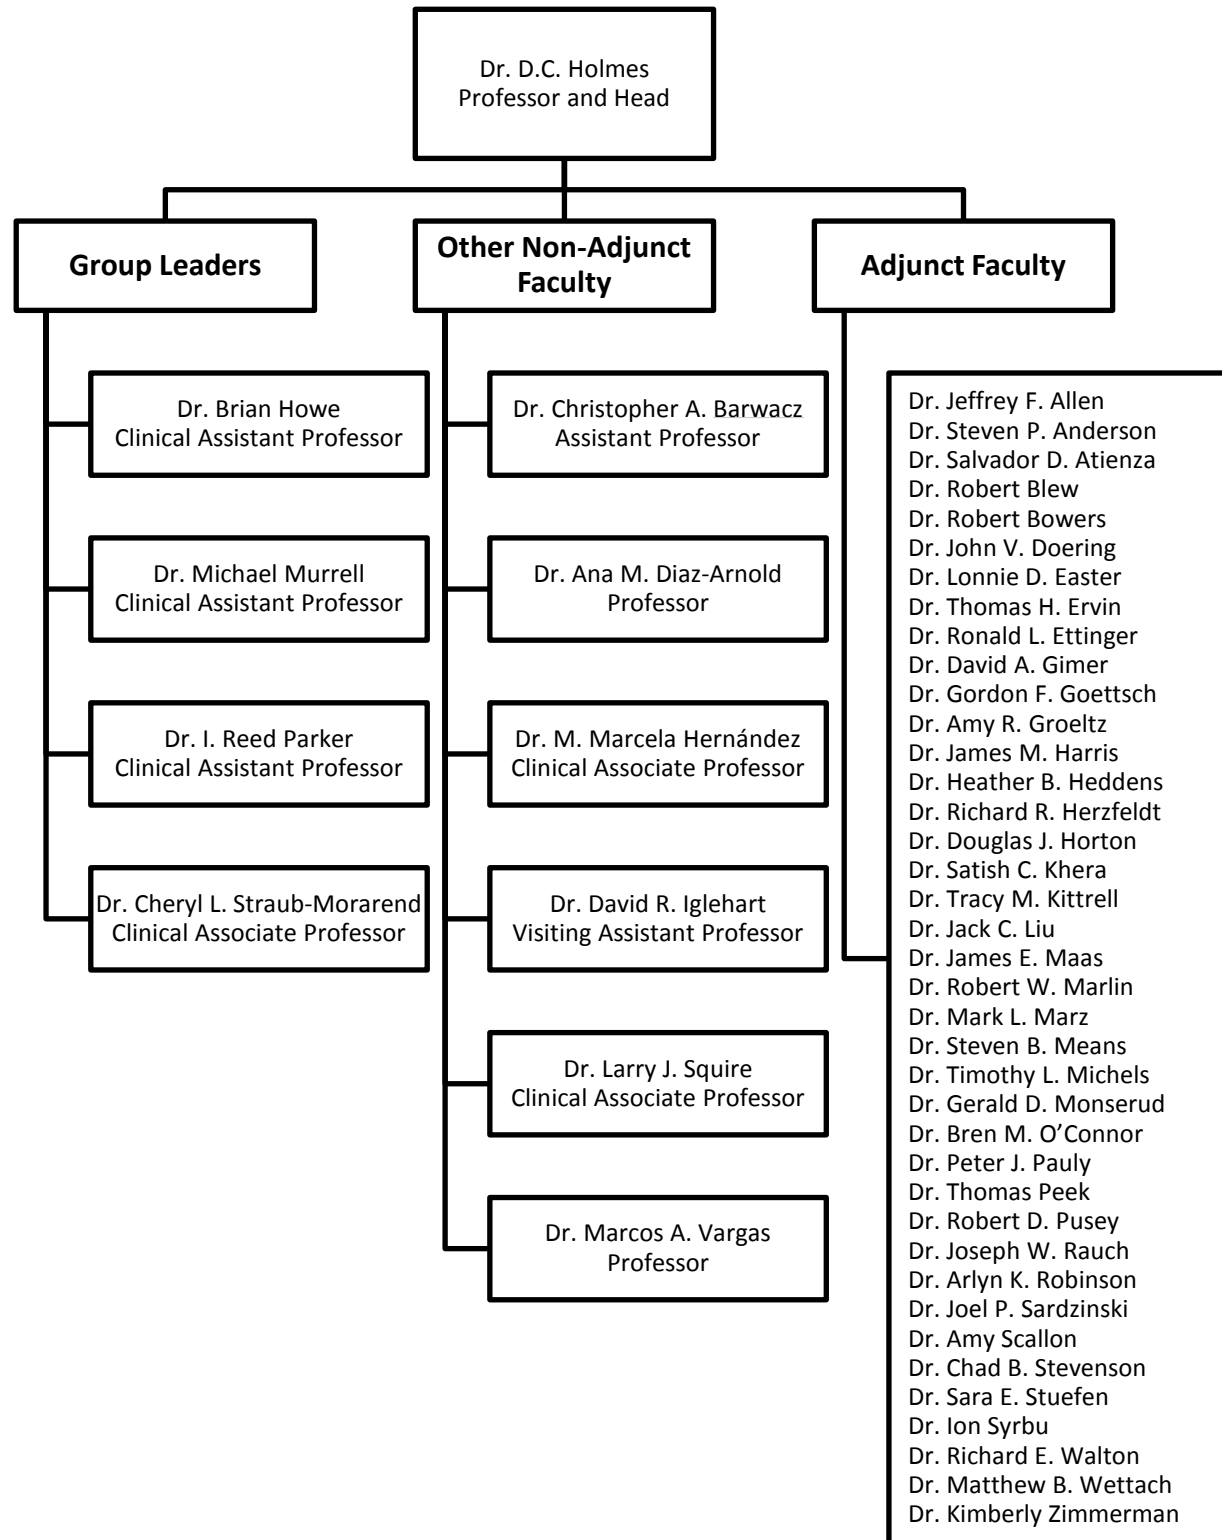 Dr. D.C. Holmes
Professor and Head
Group Leaders
Dr. Brian Howe
Clinical Assistant Professor
Dr. Michael Murrell
Clinical Assistant Professor
Dr. I. Reed Parker
Clinical Assistant Professor
Dr. Cheryl L. Straub-Morarend
Clinical Associate Professor
Other Non-Adjunct
Faculty
Dr. Christopher A. Barwacz
Assistant Professor
Dr. Ana M. Diaz-Arnold
Professor
Dr. M. Marcela Hernández
Clinical Associate Professor
Dr. David R. Iglehart
Visiting Assistant Professor
Dr. Larry J. Squire
Clinical Associate Professor
Dr. Marcos A. Vargas
Professor
Adjunct Faculty
Dr. Jeffrey F. Allen
Dr. Steven P. Anderson
Dr. Salvador D. Atienza
Dr. Robert Blew
Dr. Robert Bowers
Dr. John V. Doering
Dr. Lonnie D. Easter
Dr. Thomas H. Ervin
Dr. Ronald L. Ettinger
Dr. David A. Gimer
Dr. Gordon F. Goettsch
Dr. Amy R. Groeltz
Dr. James M. Harris
Dr. Heather B. Heddens
Dr. Richard R. Herzfeldt
Dr. Douglas J. Horton
Dr. Satish C. Khera
Dr. Tracy M. Kittrell
Dr. Jack C. Liu
Dr. James E. Maas
Dr. Robert W. Marlin
Dr. Mark L. Marz
Dr. Steven B. Means
Dr. Timothy L. Michels
Dr. Gerald D. Monserud
Dr. Bren M. O’Connor
Dr. Peter J. Pauly
Dr. Thomas Peek
Dr. Robert D. Pusey
Dr. Joseph W. Rauch
Dr. Arlyn K. Robinson
Dr. Joel P. Sardzinski
Dr. Amy Scallon
Dr. Chad B. Stevenson
Dr. Sara E. Stuefen
Dr. Ion Syrbu
Dr. Richard E. Walton
Dr. Matthew B. Wettach
Dr. Kimberly Zimmerman